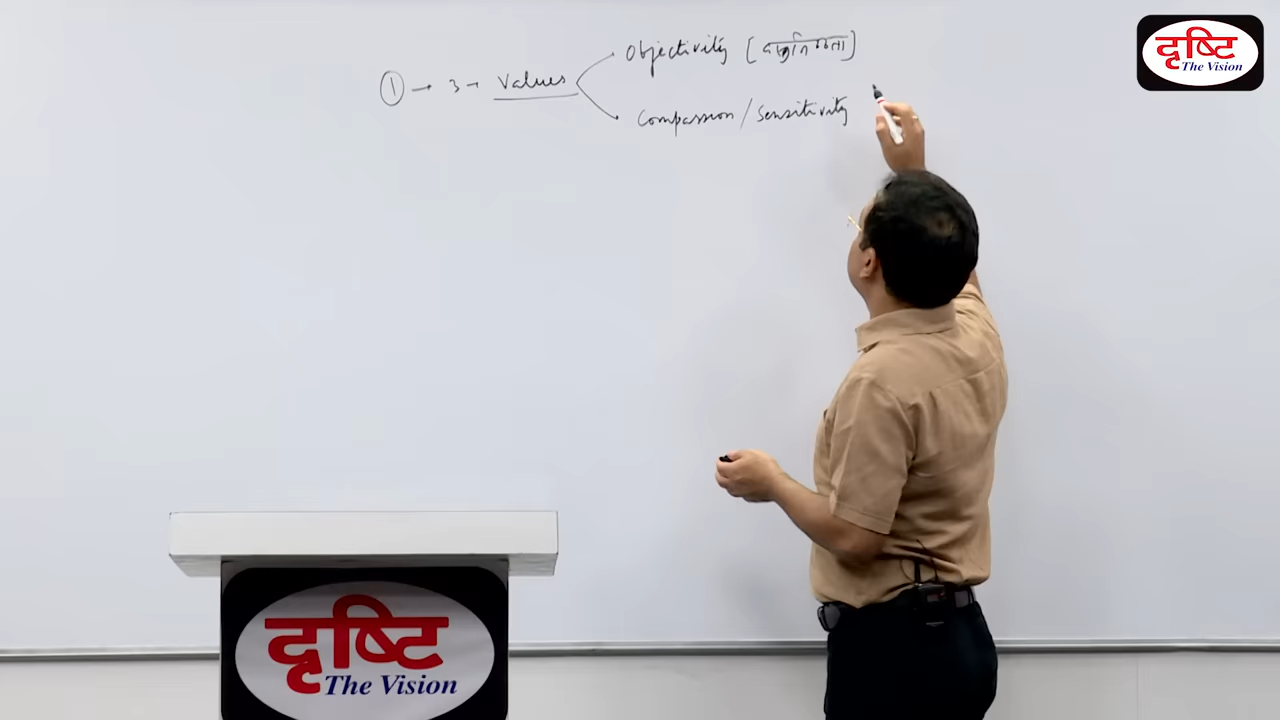 ① → 3 → Values
Objectivity [वस्तुनिष्ठता]
Compassion / Sensitivity
दृष्टि
The Vision
दृष्टि
The Vision